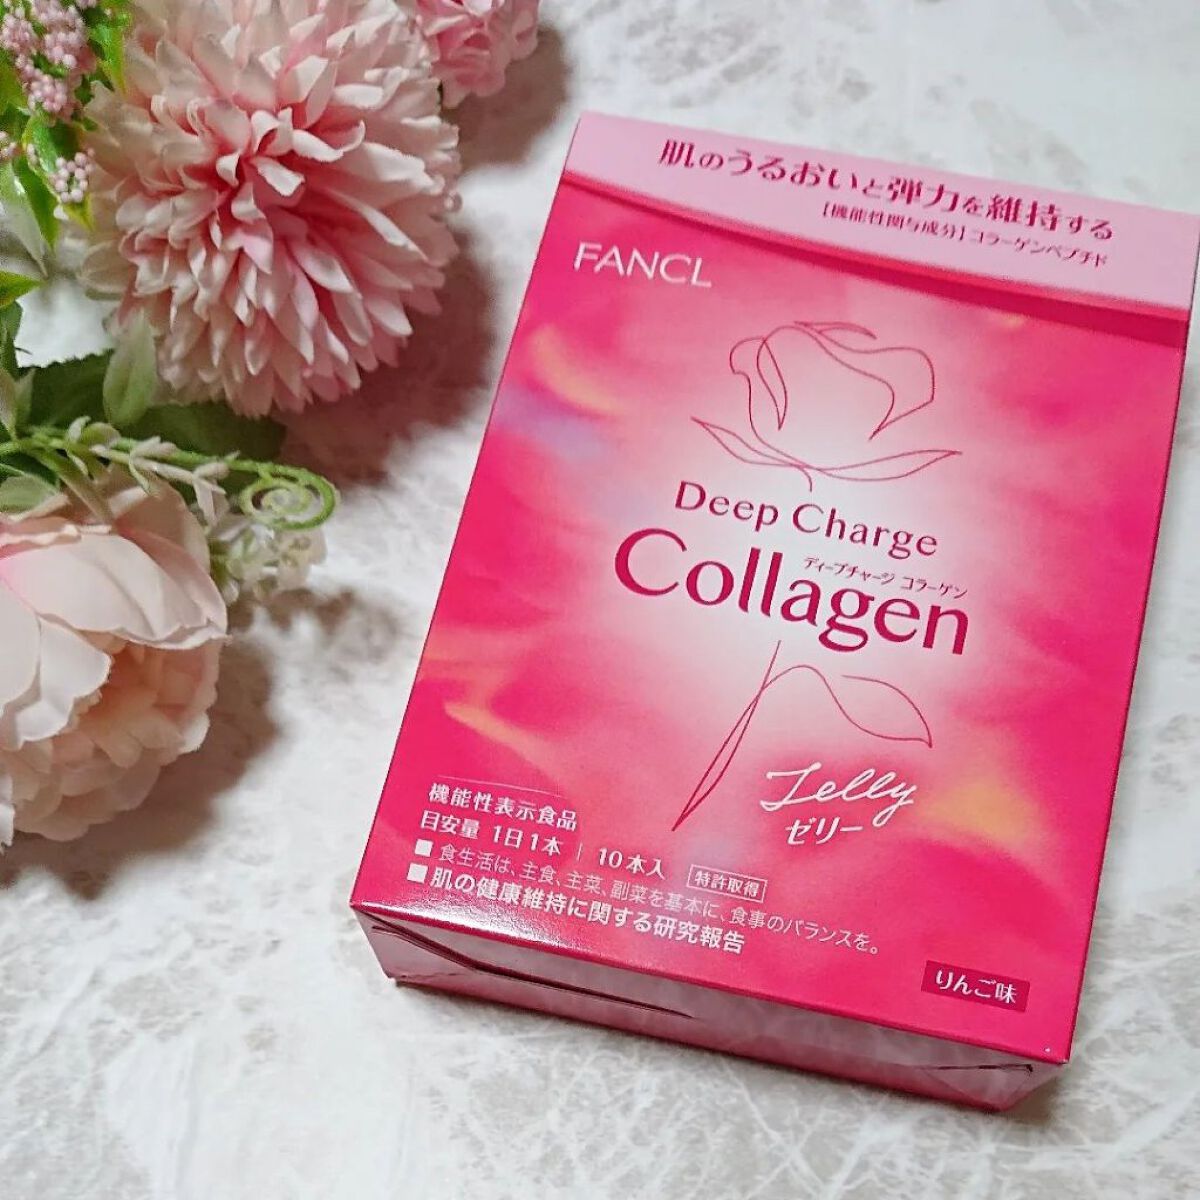 肌のうるおいと弾力を維持する
[機能性関与成分]コラーゲンペプチド
FANCL
Deep Charge
ディープチャージ コラーゲン
Collagen
Jelly
ゼリー
機能性表示食品
目安量 1日1本 | 10本入 特許取得
■ 食生活は、主食、主菜、副菜を基本に、食事のバランスを。
■ 肌の健康維持に関する研究報告
りんご味